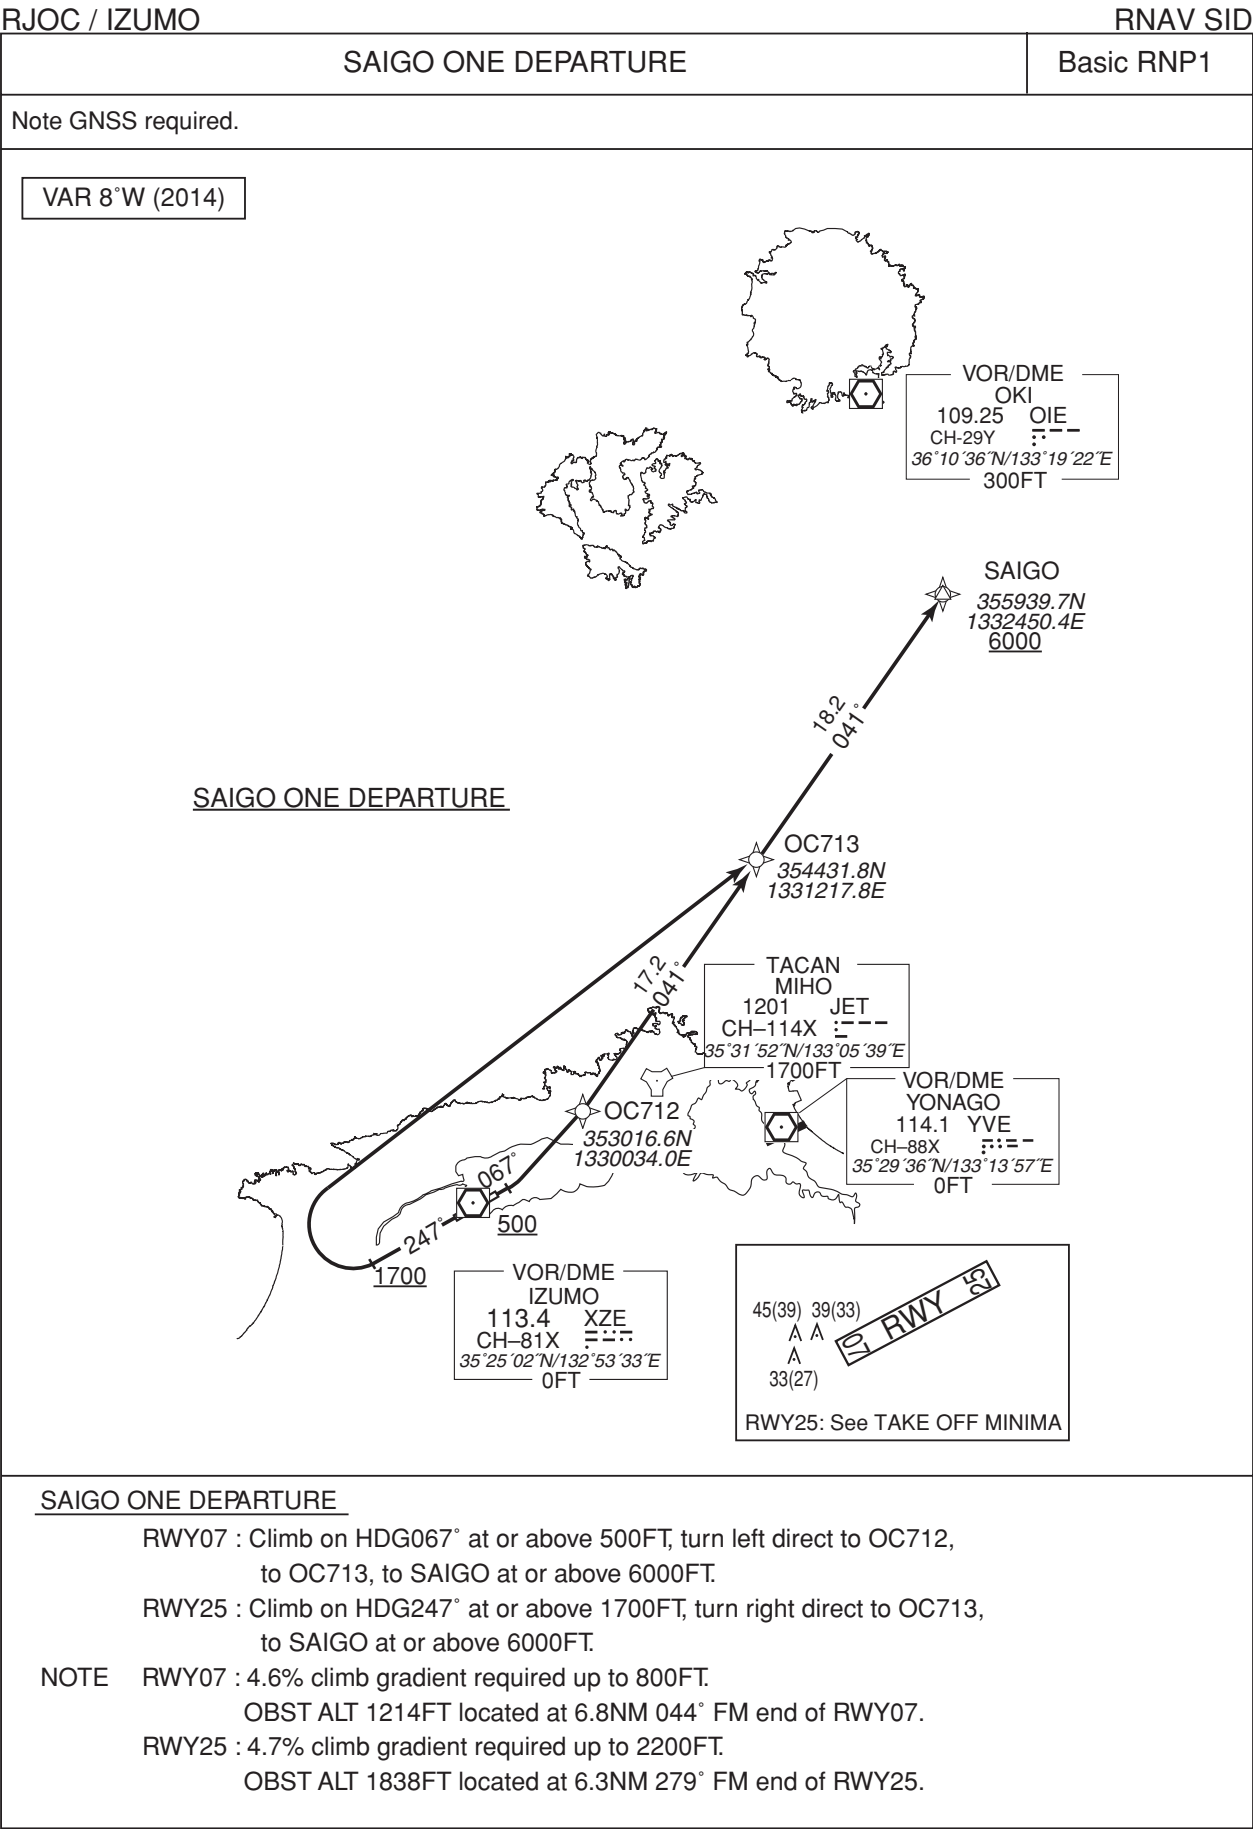 RJOC / IZUMO
RNAV SID
SAIGO ONE DEPARTURE
Basic RNP1
Note GNSS required.
VAR 8˚W (2014)
VOR/DME
OKI
109.25 OIE
CH-29Y
36˚10´36˝N/133˚19´22˝E
300FT
SAIGO
355939.7N
1332450.4E
6000
18.2
041˚
SAIGO ONE DEPARTURE
OC713
354431.8N
1331217.8E
17.2
041˚
TACAN
MIHO
1201 JET
CH–114X
35˚31´52˝N/133˚05´39˝E
1700FT
VOR/DME
YONAGO
114.1 YVE
CH–88X
35˚29´36˝N/133˚13´57˝E
0FT
OC712
353016.6N
1330034.0E
067˚
247˚
500
1700
VOR/DME
IZUMO
113.4 XZE
CH–81X
35˚25´02˝N/132˚53´33˝E
0FT
45(39) 39(33)
33(27)
07 RWY 25
RWY25: See TAKE OFF MINIMA
SAIGO ONE DEPARTURE
RWY07 : Climb on HDG067˚ at or above 500FT, turn left direct to OC712,
to OC713, to SAIGO at or above 6000FT.
RWY25 : Climb on HDG247˚ at or above 1700FT, turn right direct to OC713,
to SAIGO at or above 6000FT.
NOTE RWY07 : 4.6% climb gradient required up to 800FT.
OBST ALT 1214FT located at 6.8NM 044˚ FM end of RWY07.
RWY25 : 4.7% climb gradient required up to 2200FT.
OBST ALT 1838FT located at 6.3NM 279˚ FM end of RWY25.